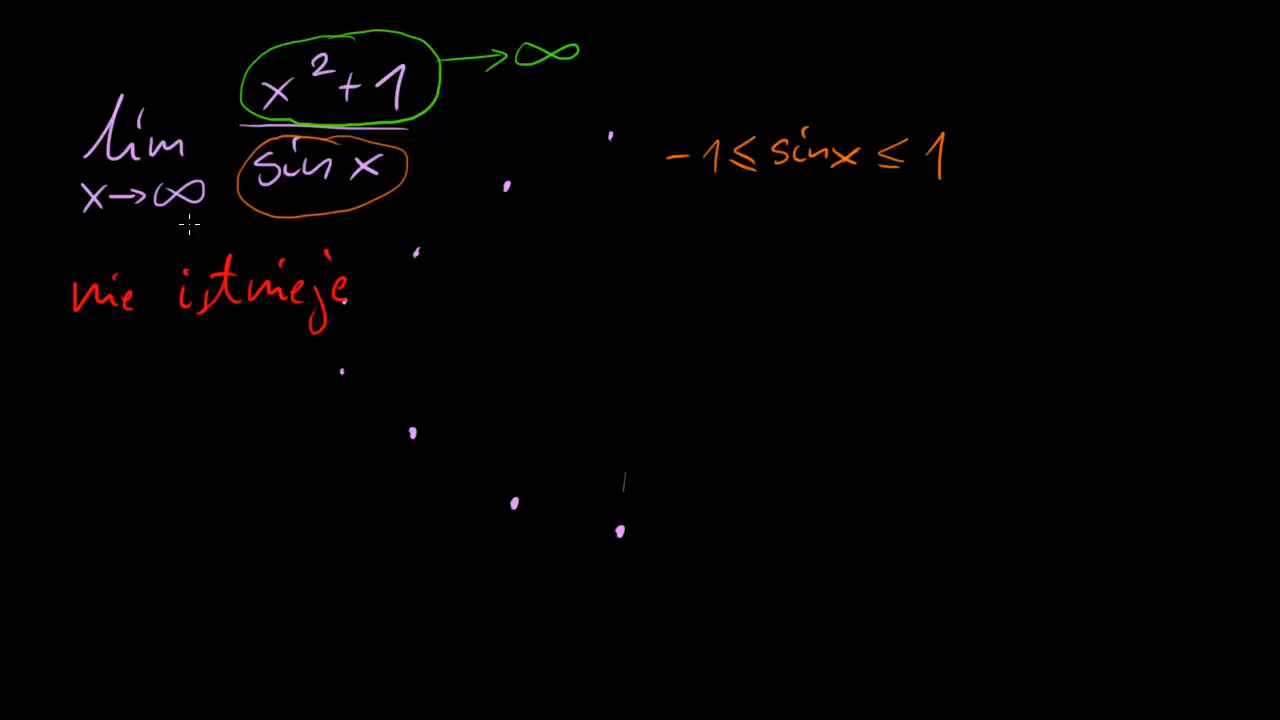 lim x→∞ (x² + 1) / (sin x) → ∞
-1 ≤ sin x ≤ 1
nie istnieje